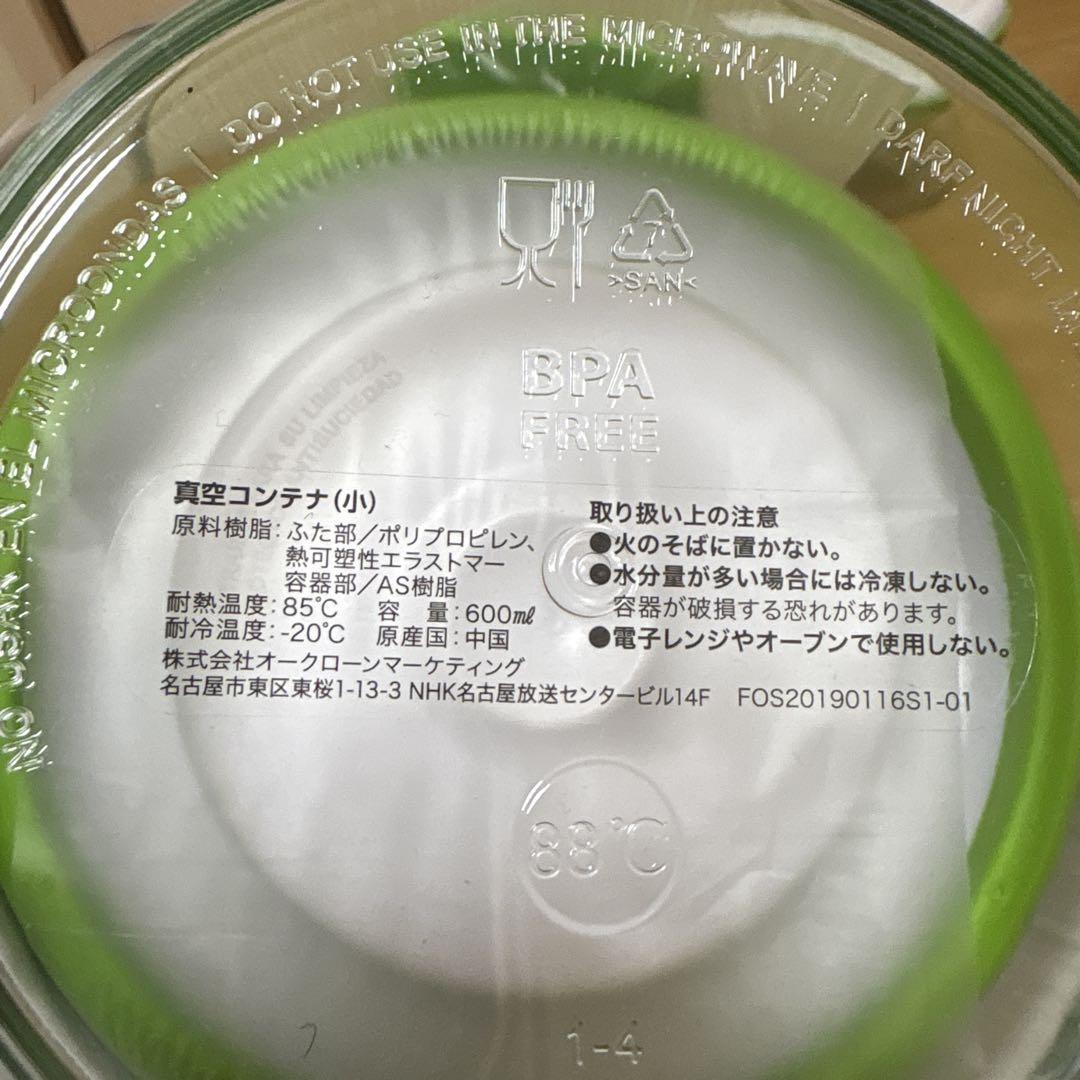 NO USAR EN EL MICROONDAS | DO NOT USE IN THE MICROWAVE | DARF NICHT
7
>SAN<
BPA
FREE
SU LIMPIEZA
真空コンテナ(小)
原料樹脂:ふた部／ポリプロピレン、
熱可塑性エラストマー
容器部／AS樹脂
耐熱温度:85℃ 容 量:600㎖
耐冷温度:-20℃ 原産国:中国
株式会社オークローンマーケティング
名古屋市東区東桜1-13-3 NHK名古屋放送センタービル14F FOS20190116S1-01
取り扱い上の注意
●火のそばに置かない。
●水分量が多い場合には冷凍しない。
容器が破損する恐れがあります。
●電子レンジやオーブンで使用しない。
88℃
1-4